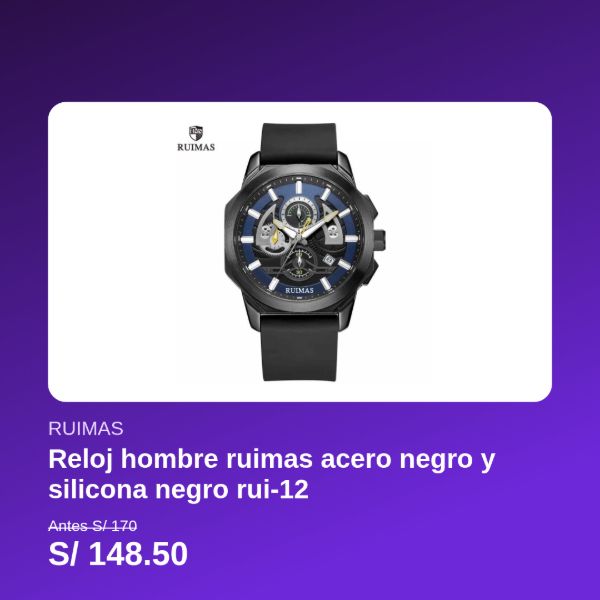 RUIMAS
RUIMAS
RUIMAS
Reloj hombre ruimas acero negro y
silicona negro rui-12
Antes S/ 170
S/ 148.50